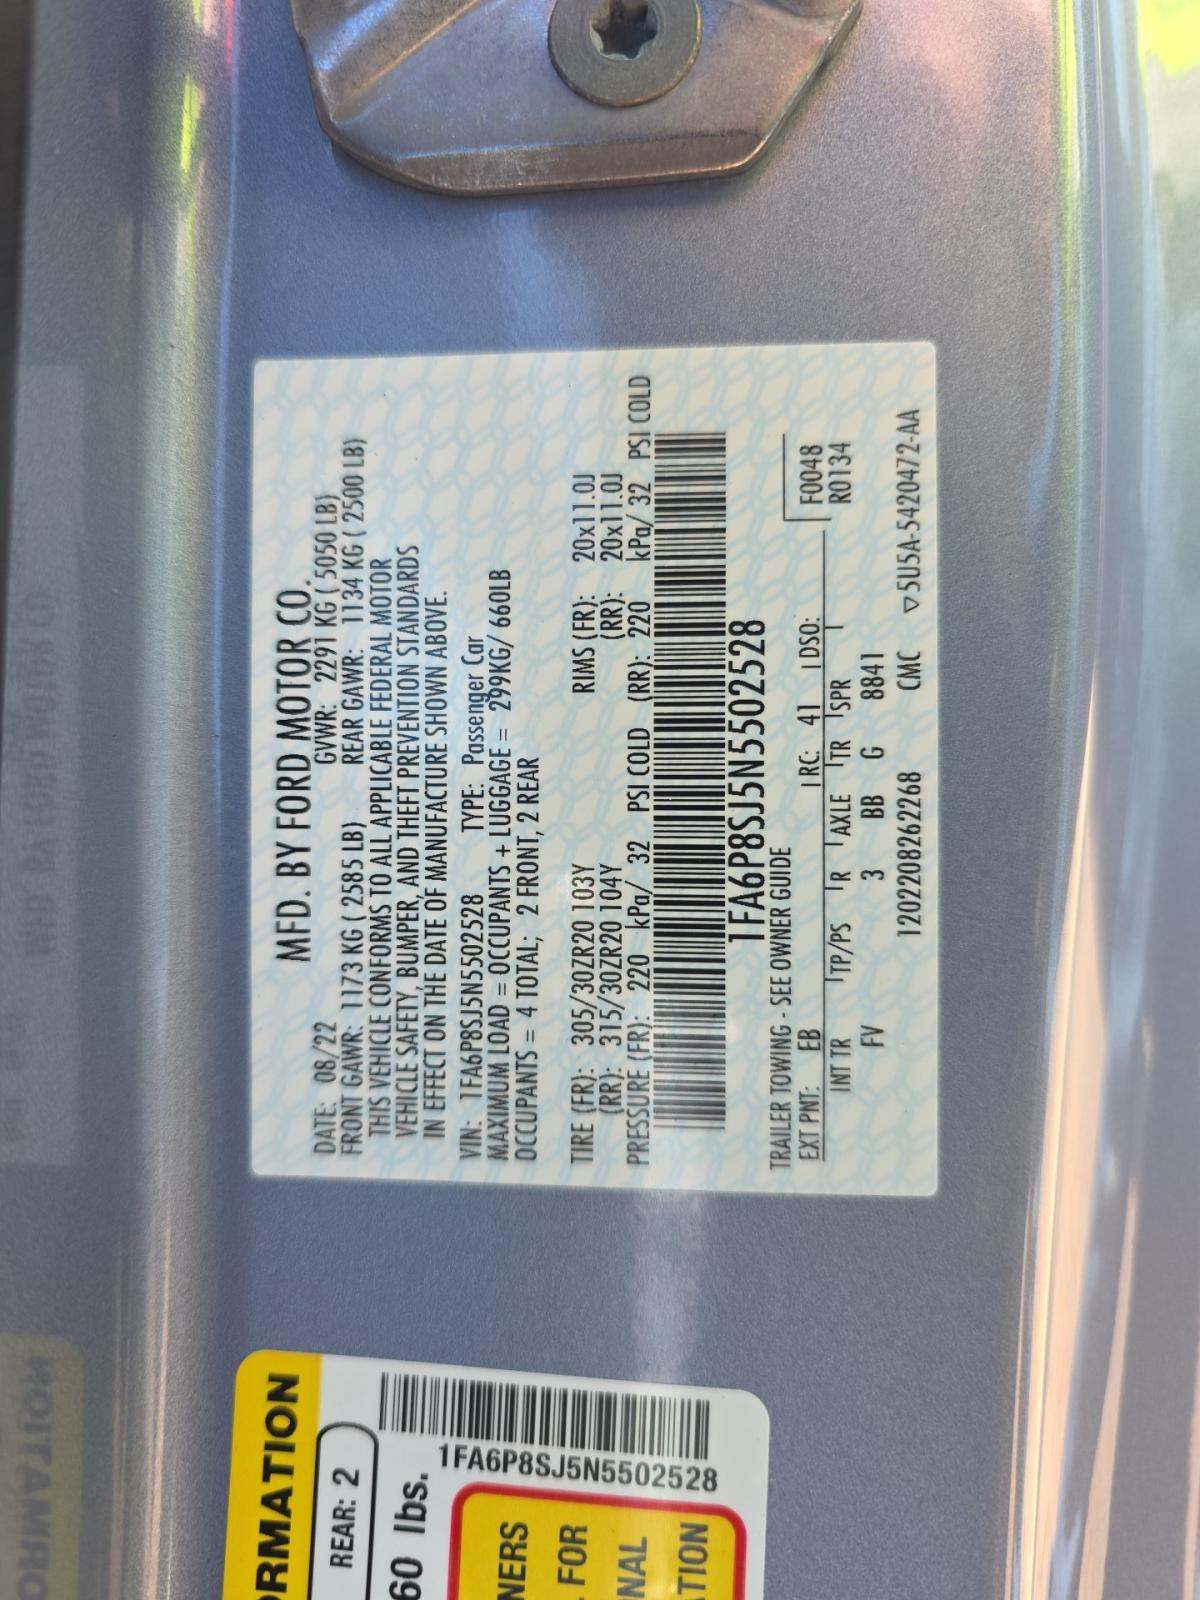 MFD. BY FORD MOTOR CO.
DATE: 08/22 GVWR: 2291 KG ( 5050 LB)
FRONT GAWR: 1173 KG ( 2585 LB) REAR GAWR: 1134 KG ( 2500 LB)
THIS VEHICLE CONFORMS TO ALL APPLICABLE FEDERAL MOTOR
VEHICLE SAFETY, BUMPER, AND THEFT PREVENTION STANDARDS
IN EFFECT ON THE DATE OF MANUFACTURE SHOWN ABOVE.
VIN: 1FA6P8SJ5N5502528 TYPE: Passenger Car
MAXIMUM LOAD = OCCUPANTS + LUGGAGE = 299KG/ 660LB
OCCUPANTS = 4 TOTAL; 2 FRONT, 2 REAR
TIRE (FR): 305/30ZR20 103Y RIMS (FR): 20x11.0J
(RR): 315/30ZR20 104Y (RR): 20x11.0J
PRESSURE (FR): 220 kPa/ 32 PSI COLD (RR): 220 kPa/ 32 PSI COLD
1FA6P8SJ5N5502528
TRAILER TOWING - SEE OWNER GUIDE
EXT PNT: EB RC: 41 DSO: F0048
INT TR TP/PS R AXLE TR SPR R0134
FV 3 BB G 8841
1202208262268 CMC ▽5U5A-5420472-AA
ORMATION
REAR: 2
60 lbs.
1FA6P8SJ5N5502528
NERS
FOR
NAL
ATION